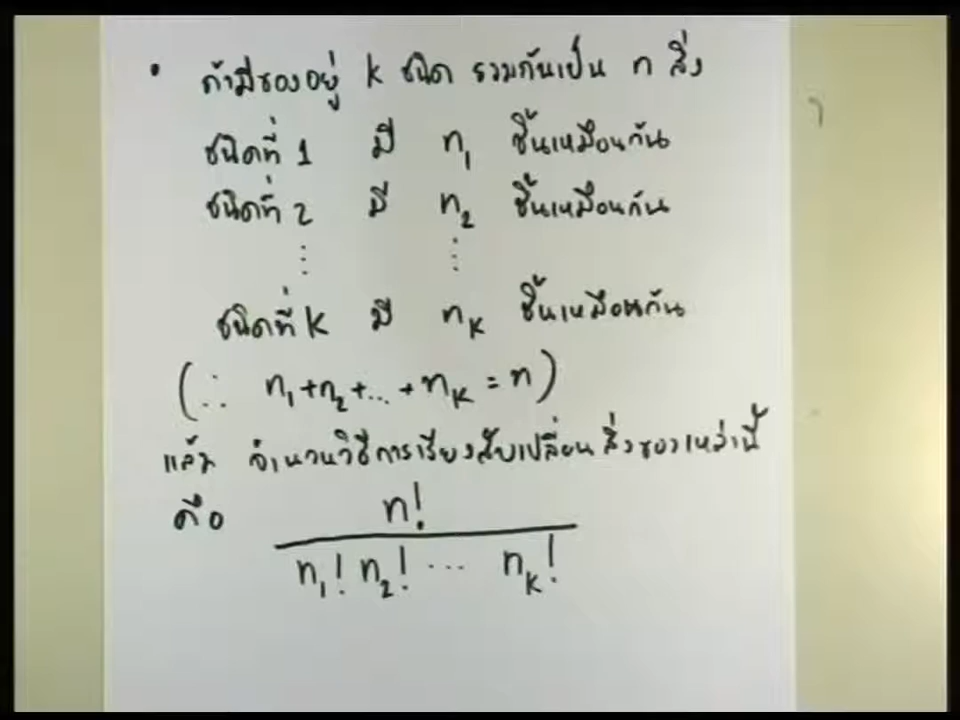 • ถ้ามีของอยู่ k ชนิด รวมกันเป็น n สิ่ง
ชนิดที่ 1 มี n₁ ชิ้นเหมือนกัน
ชนิดที่ 2 มี n₂ ชิ้นเหมือนกัน
⋮ ⋮
ชนิดที่ k มี nₖ ชิ้นเหมือนกัน
(∴ n₁+n₂+...+nₖ = n)
แล้ว จำนวนวิธีการเรียงสับเปลี่ยนสิ่งของเหล่านี้
คือ n!
n₁! n₂! ... nₖ!